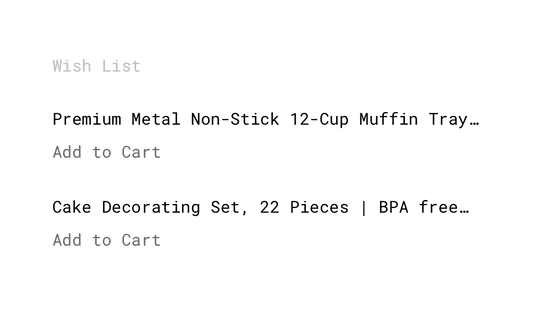 Wish List
Premium Metal Non-Stick 12-Cup Muffin Tray…
Add to Cart
Cake Decorating Set, 22 Pieces | BPA free…
Add to Cart